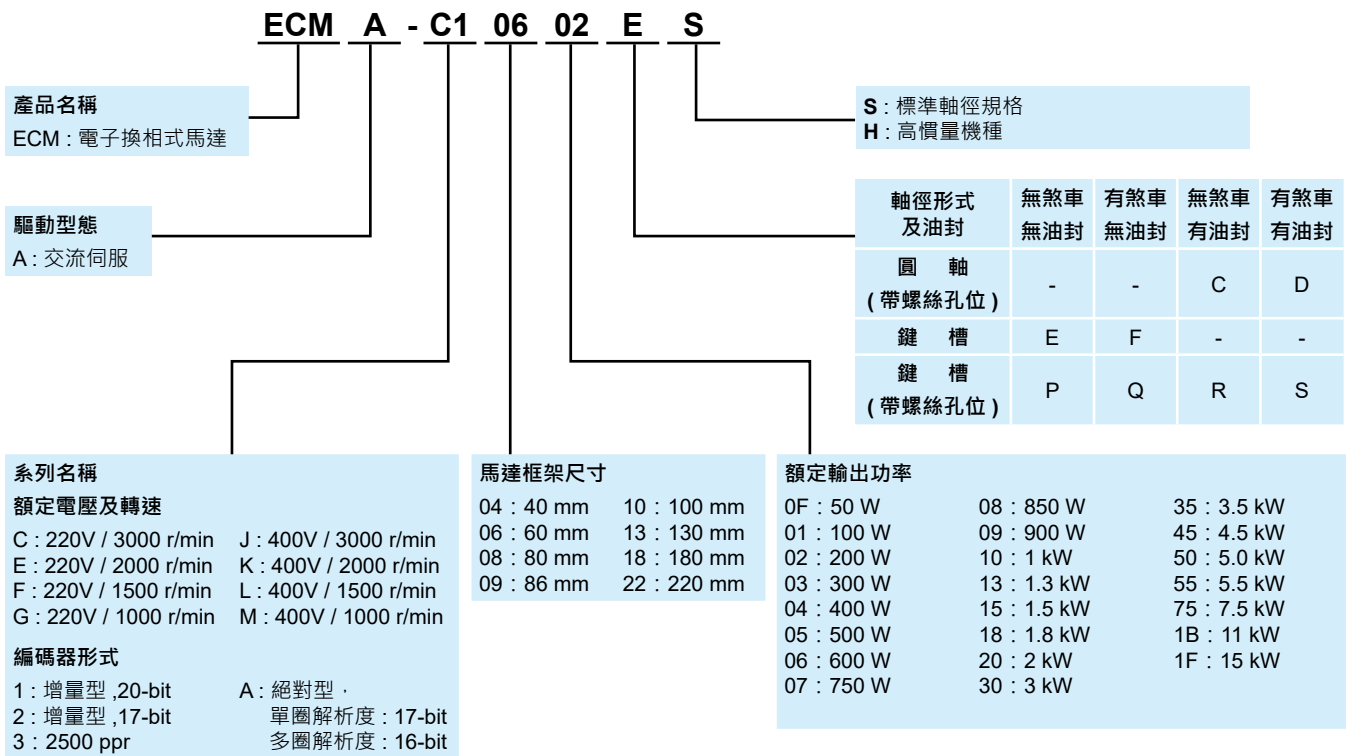 ECM A - C1 06 02 E S
產品名稱
ECM : 電子換相式馬達
驅動型態
A : 交流伺服
S : 標準軸徑規格
H : 高慣量機種
軸徑形式 無煞車 有煞車 無煞車 有煞車
及油封 無油封 無油封 有油封 有油封
圓 軸
( 帶螺絲孔位 ) - - C D
鍵 槽 E F - -
鍵 槽
( 帶螺絲孔位 ) P Q R S
系列名稱
額定電壓及轉速
C : 220V / 3000 r/min J : 400V / 3000 r/min
E : 220V / 2000 r/min K : 400V / 2000 r/min
F : 220V / 1500 r/min L : 400V / 1500 r/min
G : 220V / 1000 r/min M : 400V / 1000 r/min
編碼器形式
1 : 增量型 ,20-bit A : 絕對型，
2 : 增量型 ,17-bit 單圈解析度 : 17-bit
3 : 2500 ppr 多圈解析度 : 16-bit
馬達框架尺寸
04 : 40 mm 10 : 100 mm
06 : 60 mm 13 : 130 mm
08 : 80 mm 18 : 180 mm
09 : 86 mm 22 : 220 mm
額定輸出功率
0F : 50 W 08 : 850 W 35 : 3.5 kW
01 : 100 W 09 : 900 W 45 : 4.5 kW
02 : 200 W 10 : 1 kW 50 : 5.0 kW
03 : 300 W 13 : 1.3 kW 55 : 5.5 kW
04 : 400 W 15 : 1.5 kW 75 : 7.5 kW
05 : 500 W 18 : 1.8 kW 1B : 11 kW
06 : 600 W 20 : 2 kW 1F : 15 kW
07 : 750 W 30 : 3 kW